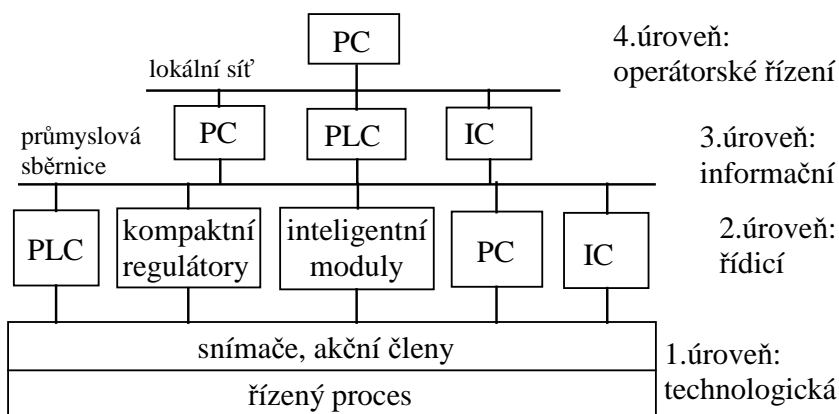 PC
4.úroveň:
operátorské řízení
lokální síť
PC
PLC
IC
3.úroveň:
informační
průmyslová
sběrnice
PLC
kompaktní
regulátory
inteligentní
moduly
PC
IC
2.úroveň:
řídicí
snímače, akční členy
řízený proces
1.úroveň:
technologická